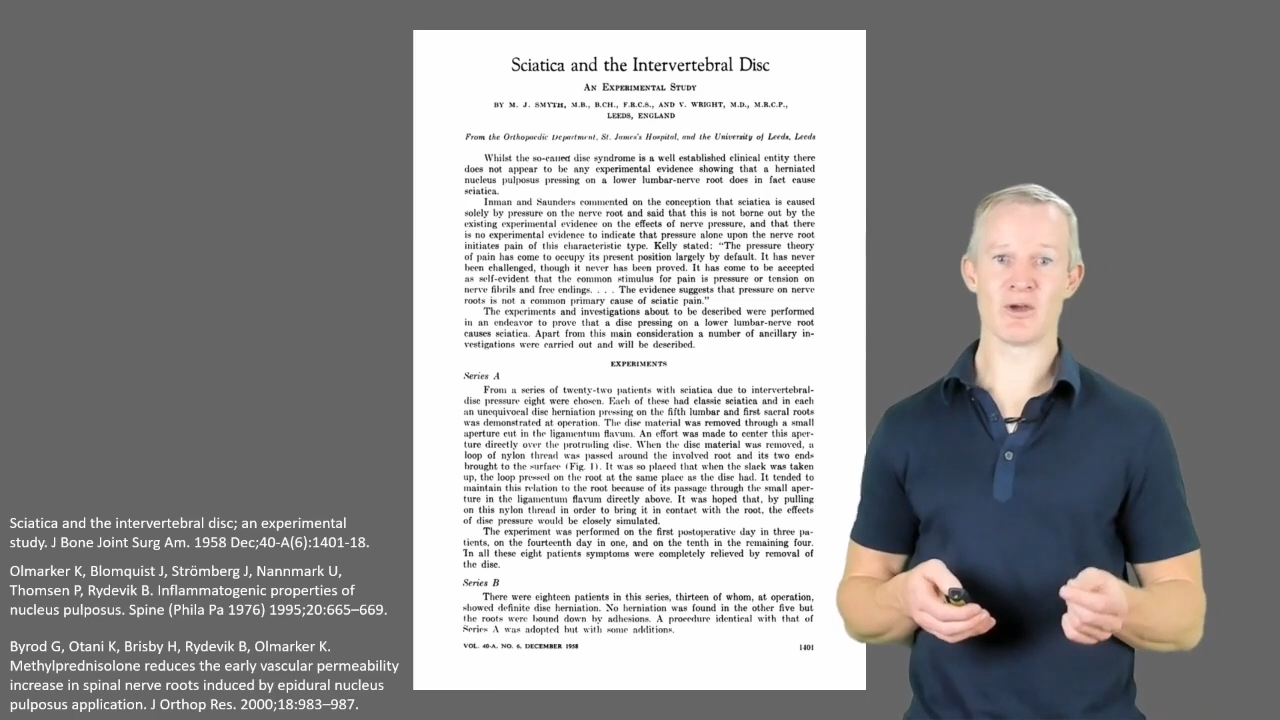 Sciatica and the Intervertebral Disc
AN EXPERIMENTAL STUDY
BY M. J. SMYTH, M.B., B.CH., F.R.C.S., AND V. WRIGHT, M.D., M.R.C.P.,
LEEDS, ENGLAND
From the Orthopaedic Department, St. James's Hospital, and the University of Leeds, Leeds
Whilst the so-called disc syndrome is a well established clinical entity there
does not appear to be any experimental evidence showing that a herniated
nucleus pulposus pressing on a lower lumbar-nerve root does in fact cause
sciatica.
Inman and Saunders commented on the conception that sciatica is caused
solely by pressure on the nerve root and said that this is not borne out by the
existing experimental evidence on the effects of nerve pressure, and that there
is no experimental evidence to indicate that pressure alone upon the nerve root
initiates pain of this characteristic type. Kelly stated: "The pressure theory
of pain has come to occupy its present position largely by default. It has never
been challenged, though it never has been proved. It has come to be accepted
as self-evident that the common stimulus for pain is pressure or tension on
nerve fibrils and free endings. . . . The evidence suggests that pressure on nerve
roots is not a common primary cause of sciatic pain."
The experiments and investigations about to be described were performed
in an endeavor to prove that a disc pressing on a lower lumbar-nerve root
causes sciatica. Apart from this main consideration a number of ancillary in-
vestigations were carried out and will be described.
EXPERIMENTS
Series A
From a series of twenty-two patients with sciatica due to intervertebral-
disc pressure eight were chosen. Each of these had classic sciatica and in each
an unequivocal disc herniation pressing on the fifth lumbar and first sacral roots
was demonstrated at operation. The disc material was removed through a small
aperture cut in the ligamentum flavum. An effort was made to center this aper-
ture directly over the protruding disc. When the disc material was removed, a
loop of nylon thread was passed around the involved root and its two ends
brought to the surface (Fig. 1). It was so placed that when the slack was taken
up, the loop pressed on the root at the same place as the disc had. It tended to
maintain this relation to the root because of its passage through the small aper-
ture in the ligamentum flavum directly above. It was hoped that, by pulling
on this nylon thread in order to bring it in contact with the root, the effects
of disc pressure would be closely simulated.
The experiment was performed on the first postoperative day in three pa-
tients, on the fourteenth day in one, and on the tenth in the remaining four.
In all these eight patients symptoms were completely relieved by removal of
the disc.
Series B
There were eighteen patients in this series, thirteen of whom, at operation,
showed definite disc herniation. No herniation was found in the other five but
the roots were bound down by adhesions. A procedure identical with that of
Series A was adopted but with some additions.
VOL. 40-A, NO. 6, DECEMBER 1958 1401
Sciatica and the intervertebral disc; an experimental
study. J Bone Joint Surg Am. 1958 Dec;40-A(6):1401-18.
Olmarker K, Blomquist J, Strömberg J, Nannmark U,
Thomsen P, Rydevik B. Inflammatogenic properties of
nucleus pulposus. Spine (Phila Pa 1976) 1995;20:665–669.
Byrod G, Otani K, Brisby H, Rydevik B, Olmarker K.
Methylprednisolone reduces the early vascular permeability
increase in spinal nerve roots induced by epidural nucleus
pulposus application. J Orthop Res. 2000;18:983–987.